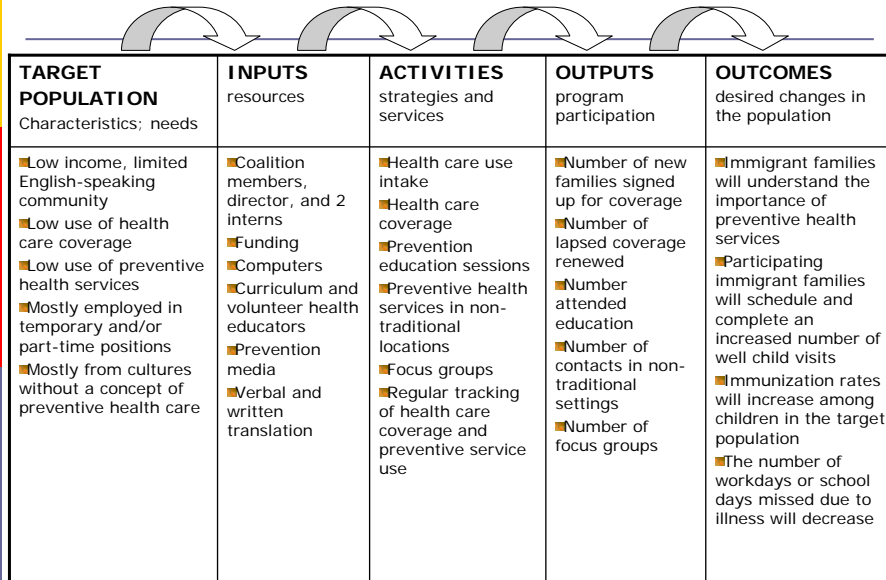 TARGET
POPULATION
Characteristics; needs
INPUTS
resources
ACTIVITIES
strategies and
services
OUTPUTS
program
participation
OUTCOMES
desired changes in
the population
Low income, limited
English-speaking
community
Low use of health
care coverage
Low use of preventive
health services
Mostly employed in
temporary and/or
part-time positions
Mostly from cultures
without a concept of
preventive health care
Coalition
members,
director, and 2
interns
Funding
Computers
Curriculum and
volunteer health
educators
Prevention
media
Verbal and
written
translation
Health care use
intake
Health care
coverage
Prevention
education sessions
Preventive health
services in non-
traditional
locations
Focus groups
Regular tracking
of health care
coverage and
preventive service
use
Number of new
families signed
up for coverage
Number of
lapsed coverage
renewed
Number
attended
education
Number of
contacts in non-
traditional
settings
Number of
focus groups
Immigrant families
will understand the
importance of
preventive health
services
Participating
immigrant families
will schedule and
complete an
increased number of
well child visits
Immunization rates
will increase among
children in the target
population
The number of
workdays or school
days missed due to
illness will decrease